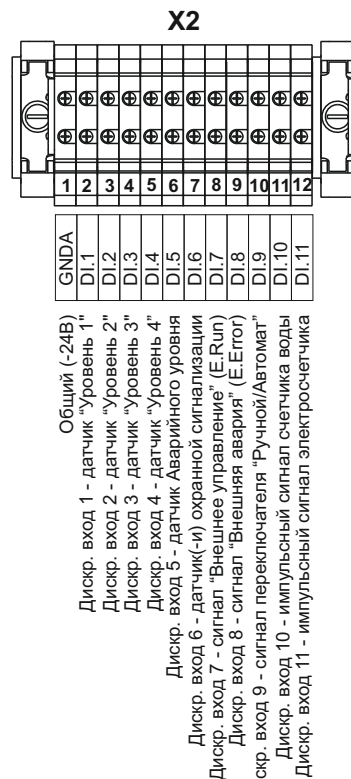 X2
1 2 3 4 5 6 7 8 9 10 11 12
GNDA
DI.1
DI.2
DI.3
DI.4
DI.5
DI.6
DI.7
DI.8
DI.9
DI.10
DI.11
Общий (-24В)
Дискр. вход 1 - датчик “Уровень 1"
Дискр. вход 2 - датчик “Уровень 2"
Дискр. вход 3 - датчик “Уровень 3"
Дискр. вход 4 - датчик “Уровень 4”
Дискр. вход 5 - датчик Аварийного уровня
Дискр. вход 6 - датчик(-и) охранной сигнализации
Дискр. вход 7 - сигнал “Внешнее управление” (E.Run)
Дискр. вход 8 - сигнал “Внешняя авария” (E.Error)
скр. вход 9 - сигнал переключателя “Ручной/Автомат”
Дискр. вход 10 - импульсный сигнал счетчика воды
Дискр. вход 11 - импульсный сигнал электросчетчика